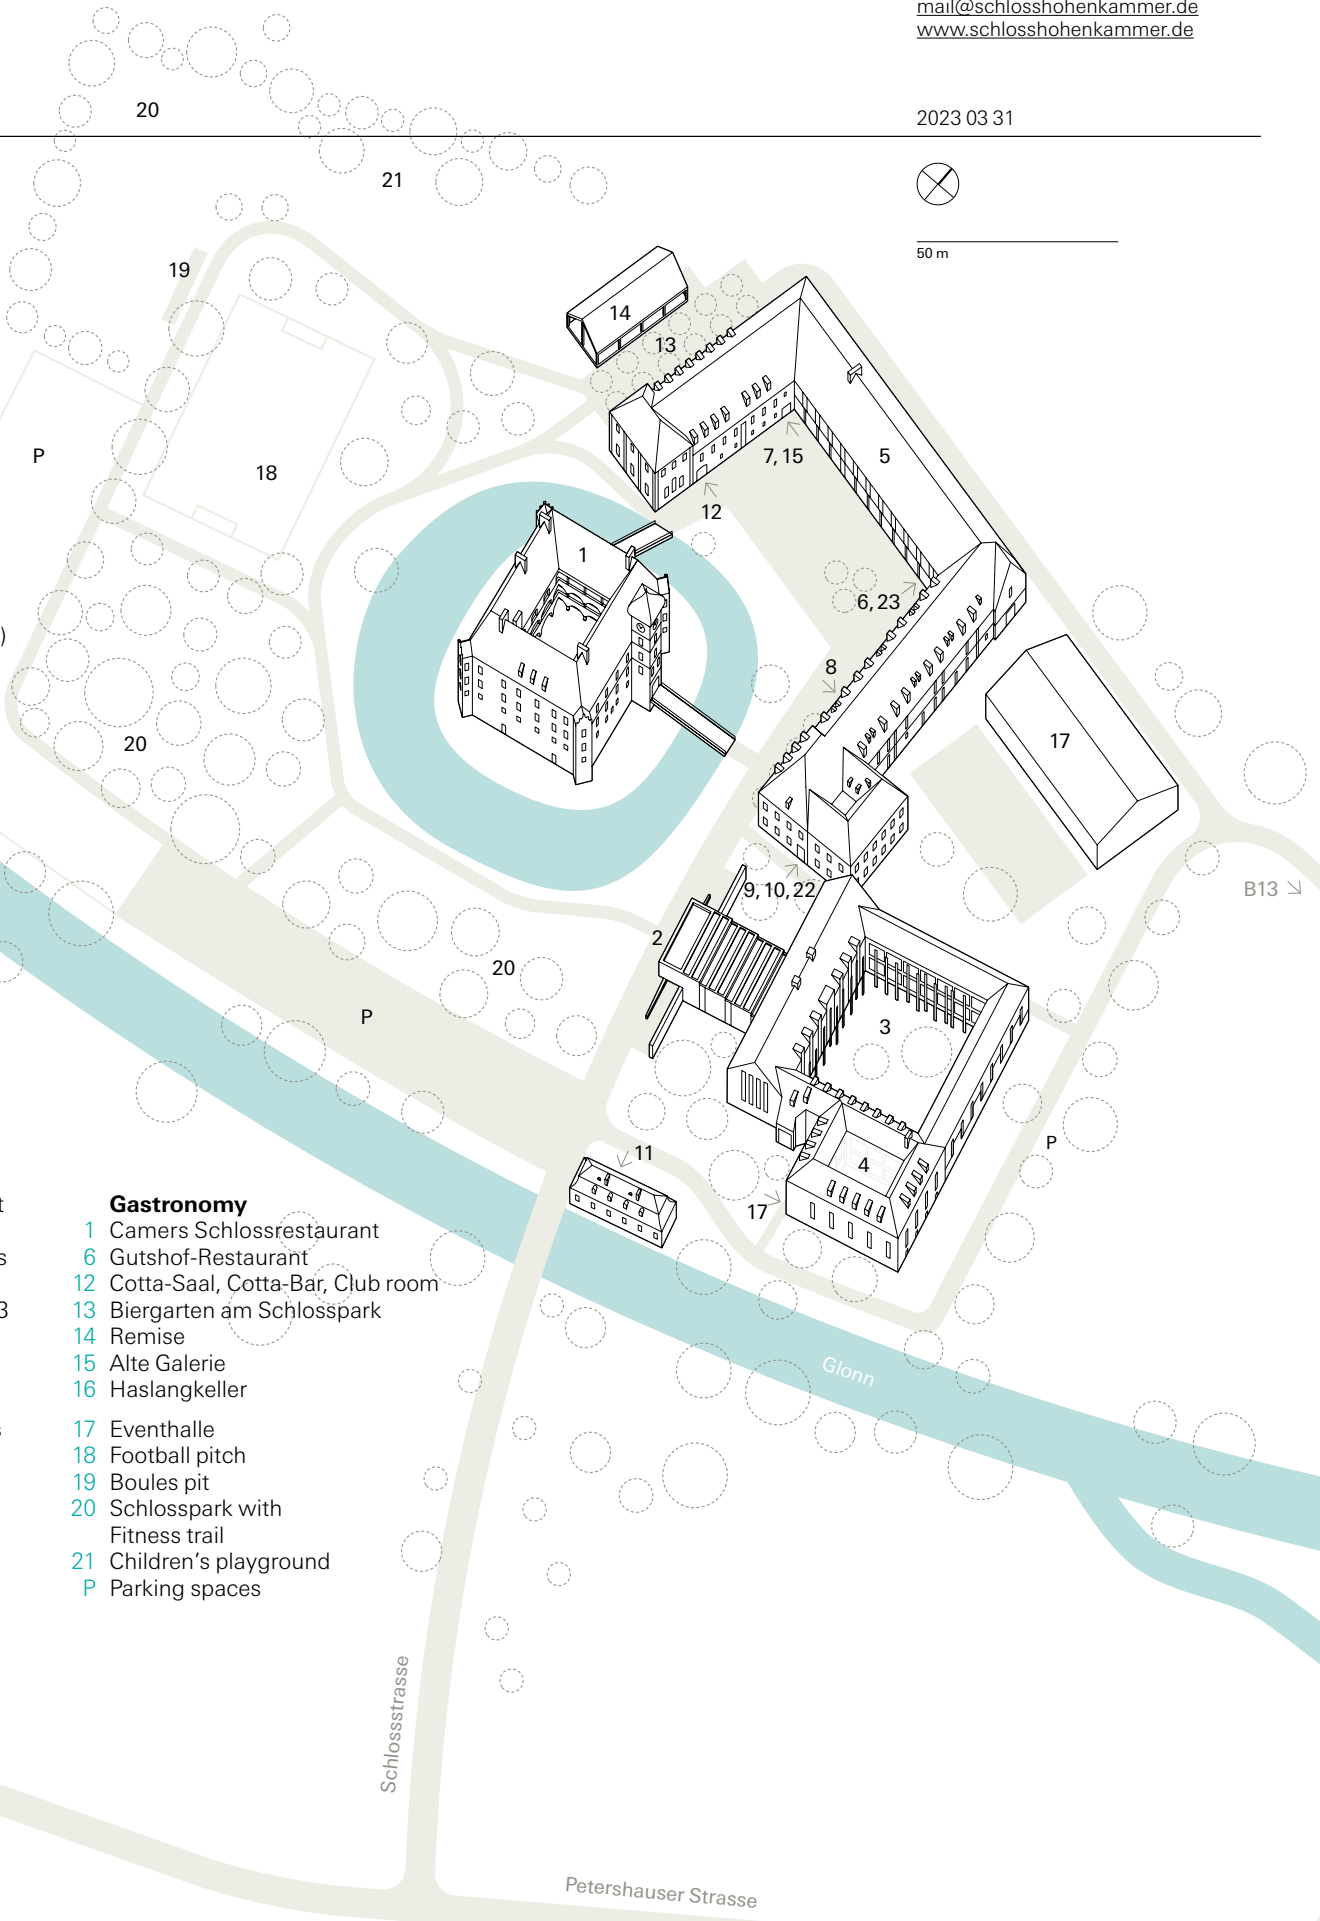 mail@schlosshohenkammer.de
www.schlosshohenkammer.de
20
2023 03 31
21
50 m
19
14
13
P
18
7, 15
5
12
1
6, 23
)
8
20
17
9, 10, 22
B13
2
20
P
3
P
11
4
17
t
Gastronomy
1 Camers Schlossrestaurant
s
6 Gutshof-Restaurant
12 Cotta-Saal, Cotta-Bar, Club room
3
13 Biergarten am Schlosspark
14 Remise
15 Alte Galerie
16 Haslangkeller
Glonn
s
17 Eventhalle
18 Football pitch
19 Boules pit
20 Schlosspark with
Fitness trail
21 Children's playground
P Parking spaces
Schlossstrasse
Petershauser Strasse